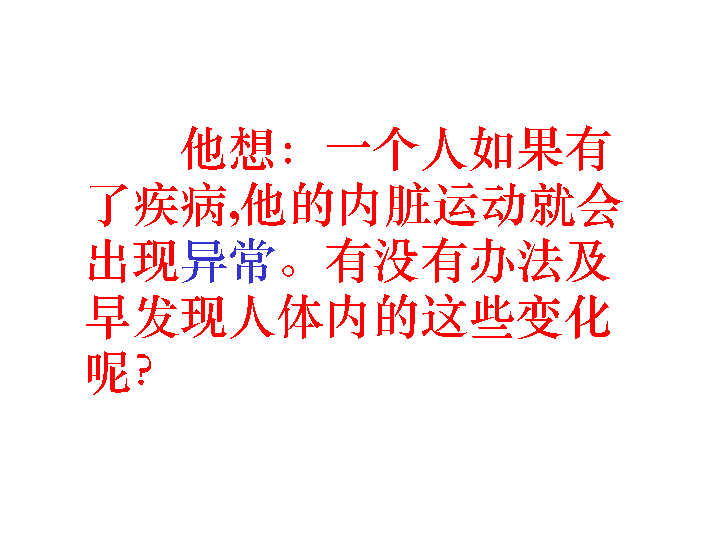 他想：一个人如果有
了疾病,他的内脏运动就会
出现异常。有没有办法及
早发现人体内的这些变化
呢?